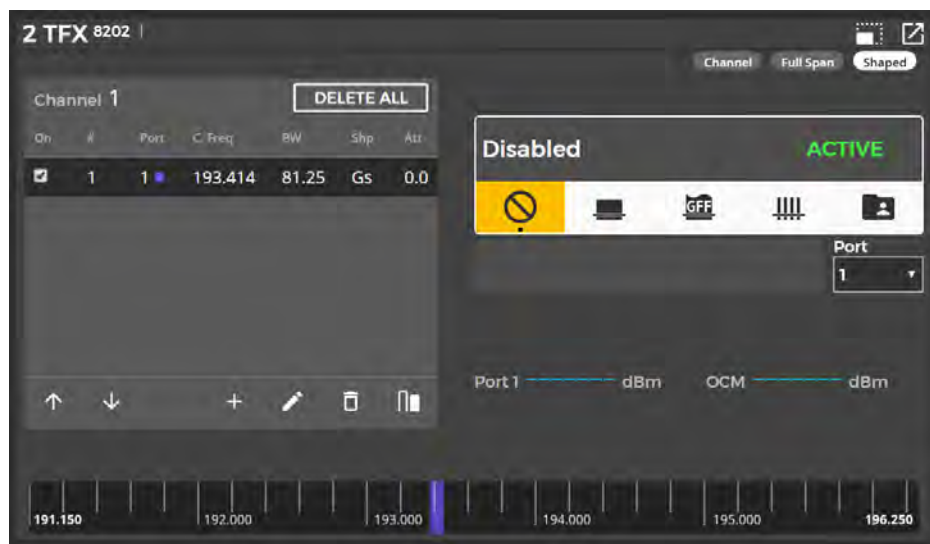 2 TFX 8202
Channel Full Span Shaped
Channel 1 DELETE ALL
On # Port C. Freq BW Shp Att
1 1 193.414 81.25 Gs 0.0
Disabled ACTIVE
GFF
Port
1
Port 1 dBm OCM dBm
191.150 192.000 193.000 194.000 195.000 196.250